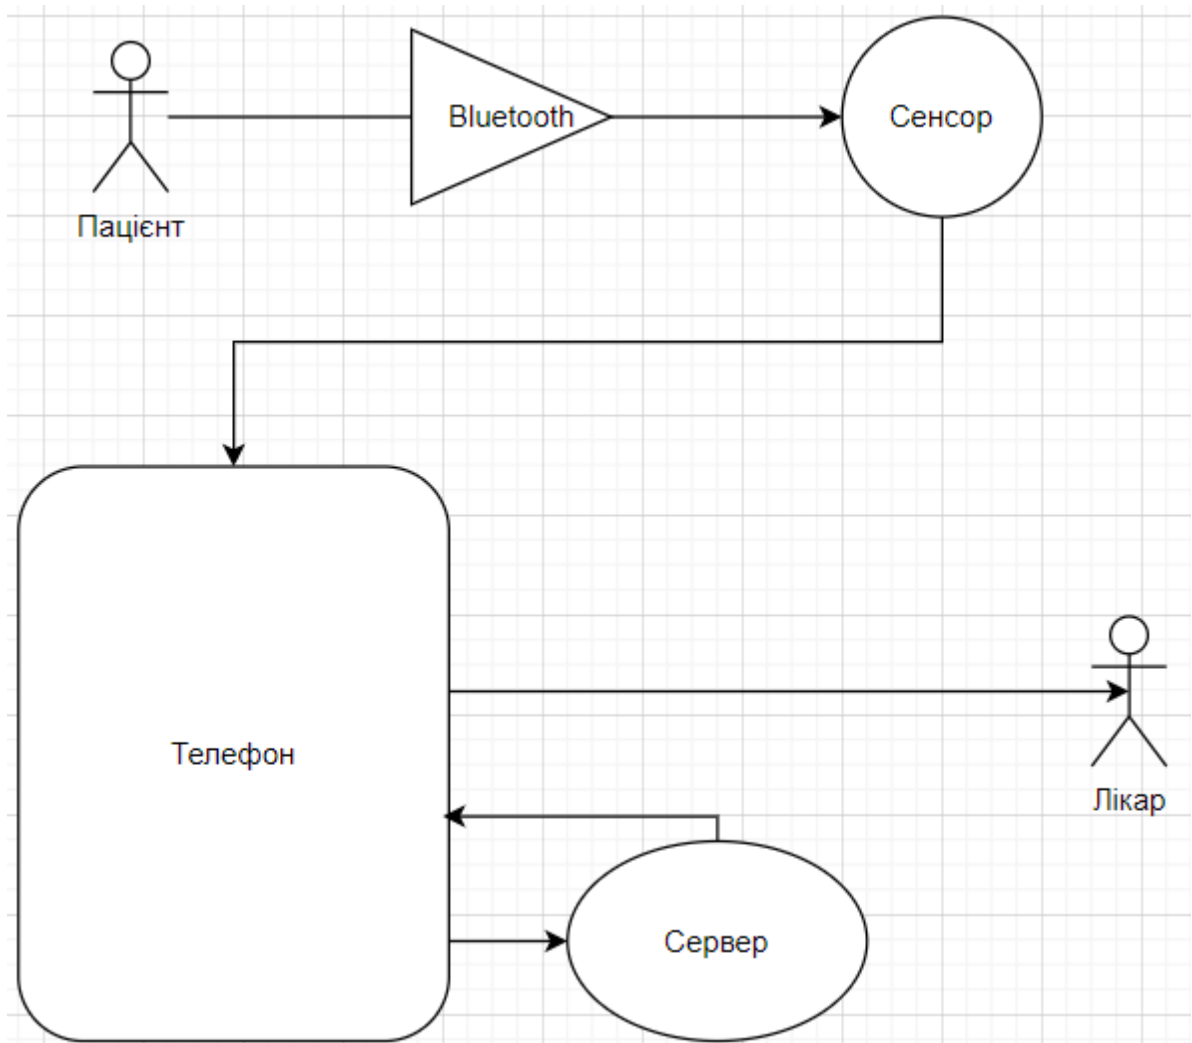 Bluetooth
Сенсор
Пацієнт
Телефон
Лікар
Сервер